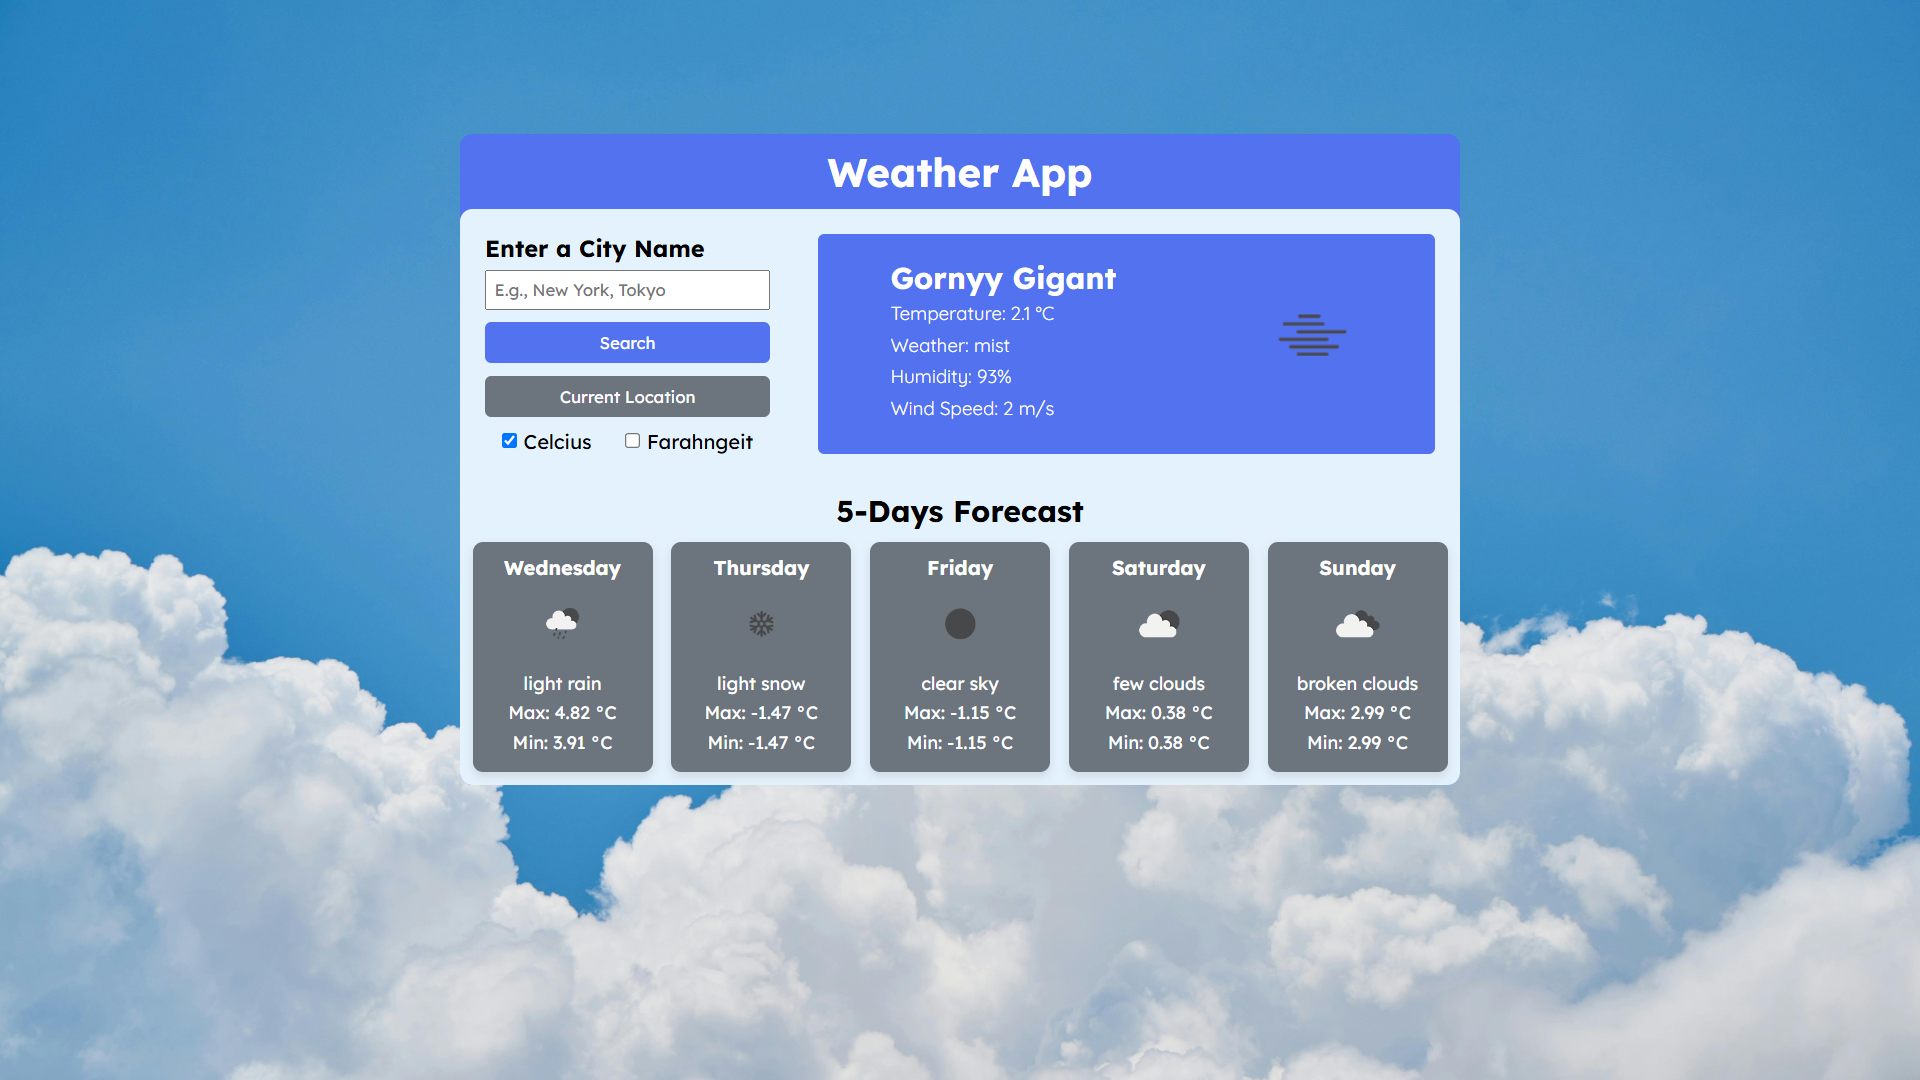 Weather App
Enter a City Name
E.g., New York, Tokyo
Search
Current Location
Celcius
Farahngeit
Gornyy Gigant
Temperature: 2.1 °C
Weather: mist
Humidity: 93%
Wind Speed: 2 m/s
5-Days Forecast
Wednesday
light rain
Max: 4.82 °C
Min: 3.91 °C
Thursday
light snow
Max: -1.47 °C
Min: -1.47 °C
Friday
clear sky
Max: -1.15 °C
Min: -1.15 °C
Saturday
few clouds
Max: 0.38 °C
Min: 0.38 °C
Sunday
broken clouds
Max: 2.99 °C
Min: 2.99 °C